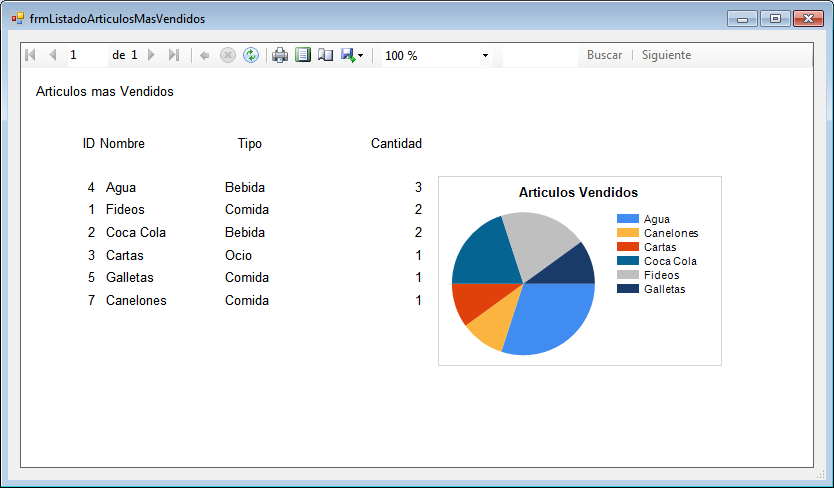 frmListadoArticulosMasVendidos
1 de 1 100 % Buscar Siguiente
Articulos mas Vendidos
ID Nombre Tipo Cantidad
4 Agua Bebida 3
1 Fideos Comida 2
2 Coca Cola Bebida 2
3 Cartas Ocio 1
5 Galletas Comida 1
7 Canelones Comida 1
Articulos Vendidos
Agua
Canelones
Cartas
Coca Cola
Fideos
Galletas